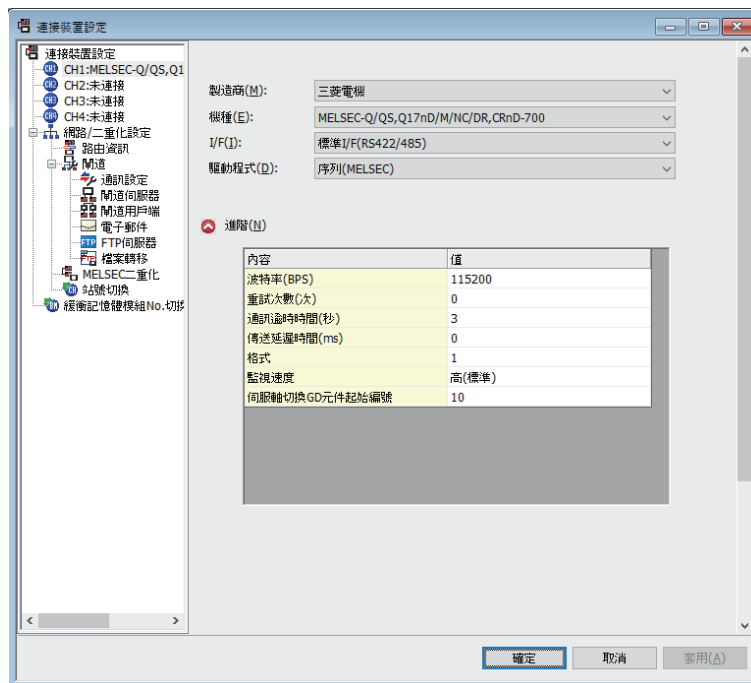 連接裝置設定
連接裝置設定
CH1:MELSEC-Q/QS,Q1
CH2:未連接
CH3:未連接
CH4:未連接
網路/二重化設定
路由資訊
閘道
通訊設定
閘道伺服器
閘道用戶端
電子郵件
FTP伺服器
檔案轉移
MELSEC二重化
站號切換
緩衝記憶體模組No.切換
製造商(M):
三菱電機
機種(E):
MELSEC-Q/QS,Q17nD/M/NC/DR,CRnD-700
I/F(I):
標準I/F(RS422/485)
驅動程式(D):
序列(MELSEC)
進階(N)
內容 值
波特率(BPS) 115200
重試次數(次) 0
通訊逾時時間(秒) 3
傳送延遲時間(ms) 0
格式 1
監視速度 高(標準)
伺服軸切換GD元件起始編號 10
確定 取消 套用(A)